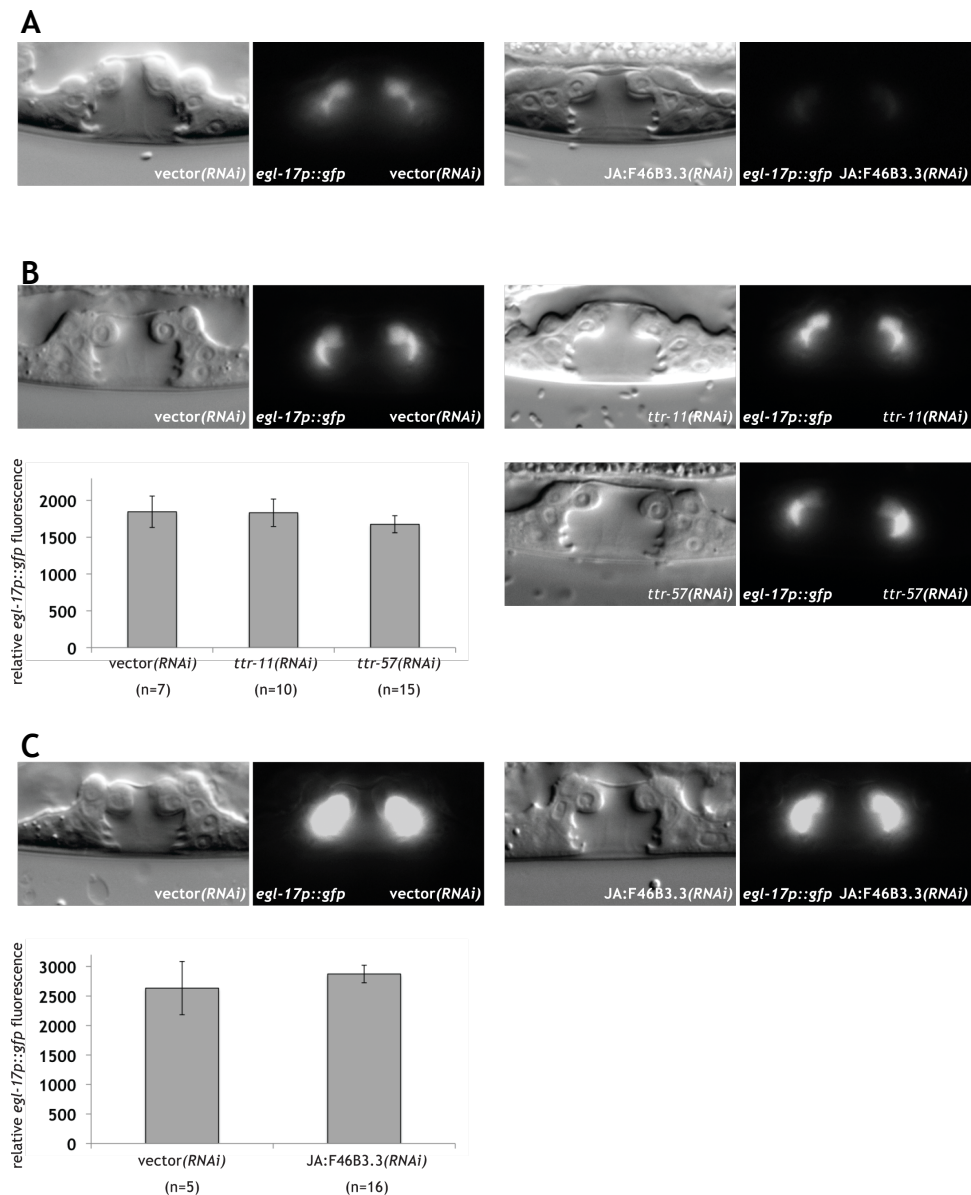 A
vector(RNAi)
egl-17p::gfp vector(RNAi)
JA:F46B3.3(RNAi)
egl-17p::gfp JA:F46B3.3(RNAi)
B
vector(RNAi)
egl-17p::gfp vector(RNAi)
ttr-11(RNAi)
egl-17p::gfp ttr-11(RNAi)
relative egl-17p::gfp fluorescence
2000
1500
1000
500
0
vector(RNAi) ttr-11(RNAi) ttr-57(RNAi)
(n=7) (n=10) (n=15)
ttr-57(RNAi)
egl-17p::gfp ttr-57(RNAi)
C
vector(RNAi)
egl-17p::gfp vector(RNAi)
JA:F46B3.3(RNAi)
egl-17p::gfp JA:F46B3.3(RNAi)
relative egl-17p::gfp fluorescence
3000
2500
2000
1500
1000
500
0
vector(RNAi) JA:F46B3.3(RNAi)
(n=5) (n=16)